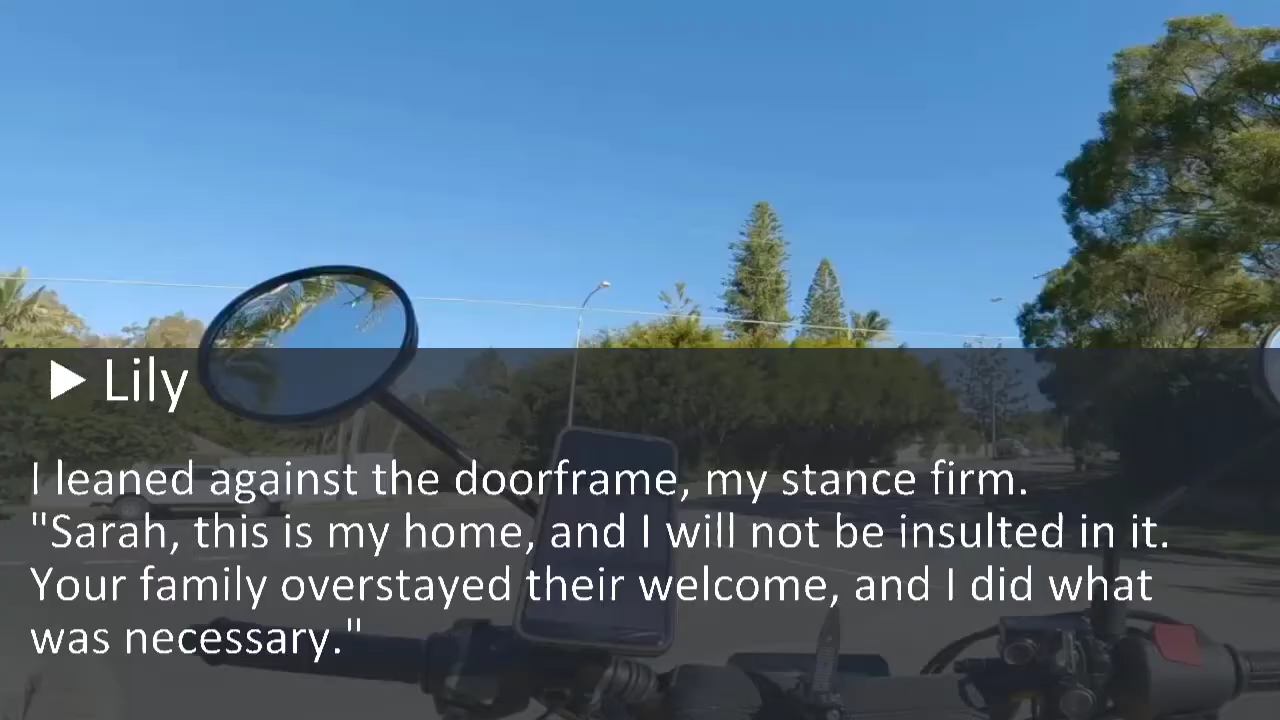 ▶ Lily
I leaned against the doorframe, my stance firm.
"Sarah, this is my home, and I will not be insulted in it.
Your family overstayed their welcome, and I did what
was necessary."